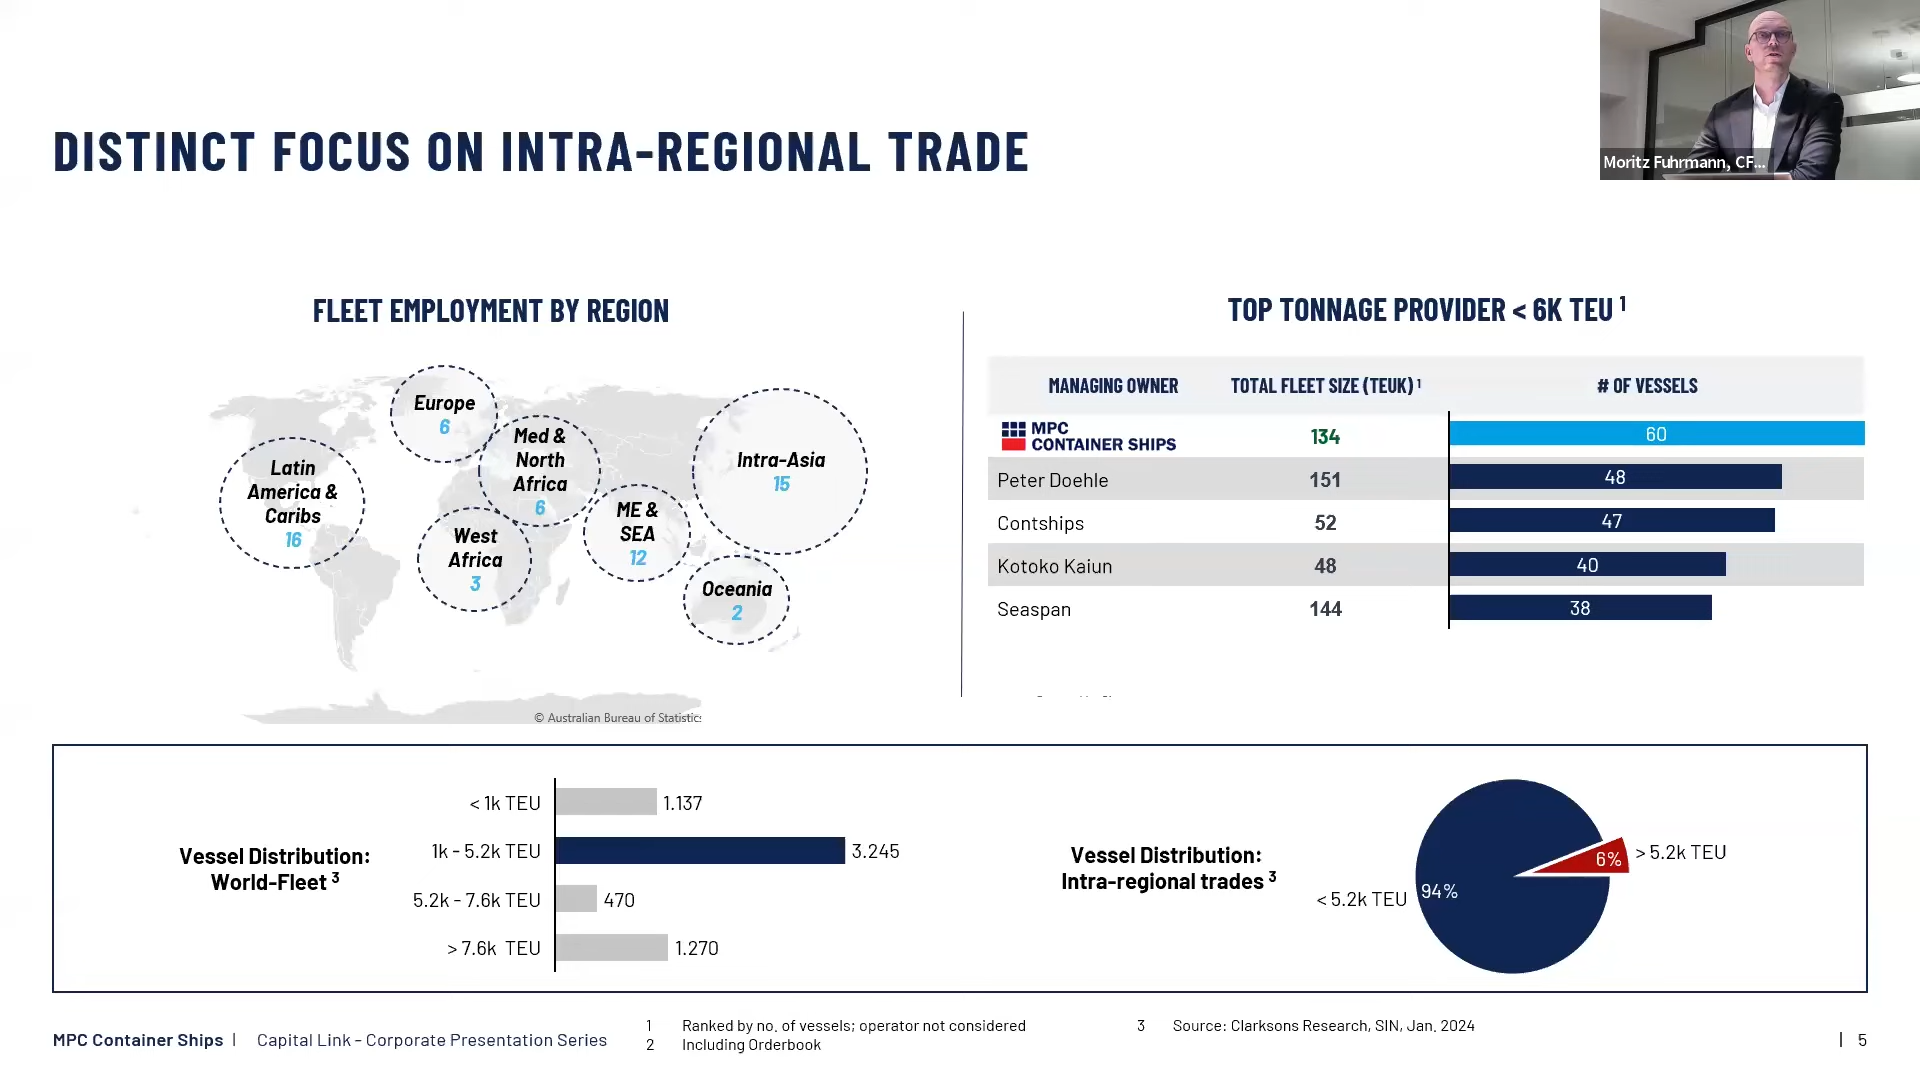 Moritz Fuhrmann, CF...
DISTINCT FOCUS ON INTRA-REGIONAL TRADE
FLEET EMPLOYMENT BY REGION
Europe
6
Med &
North
Africa
6
Latin
America &
Caribs
16
West
Africa
3
ME &
SEA
12
Intra-Asia
15
Oceania
2
© Australian Bureau of Statistics
TOP TONNAGE PROVIDER < 6K TEU 1
MANAGING OWNER TOTAL FLEET SIZE (TEUK) 1 # OF VESSELS
MPC
CONTAINER SHIPS 134 60
Peter Doehle 151 48
Contships 52 47
Kotoko Kaiun 48 40
Seaspan 144 38
Vessel Distribution:
World-Fleet 3
< 1k TEU 1.137
1k - 5.2k TEU 3.245
5.2k - 7.6k TEU 470
> 7.6k TEU 1.270
Vessel Distribution:
Intra-regional trades 3
6% > 5.2k TEU
< 5.2k TEU 94%
MPC Container Ships | Capital Link - Corporate Presentation Series
1 Ranked by no. of vessels; operator not considered
2 Including Orderbook
3 Source: Clarksons Research, SIN, Jan. 2024
| 5